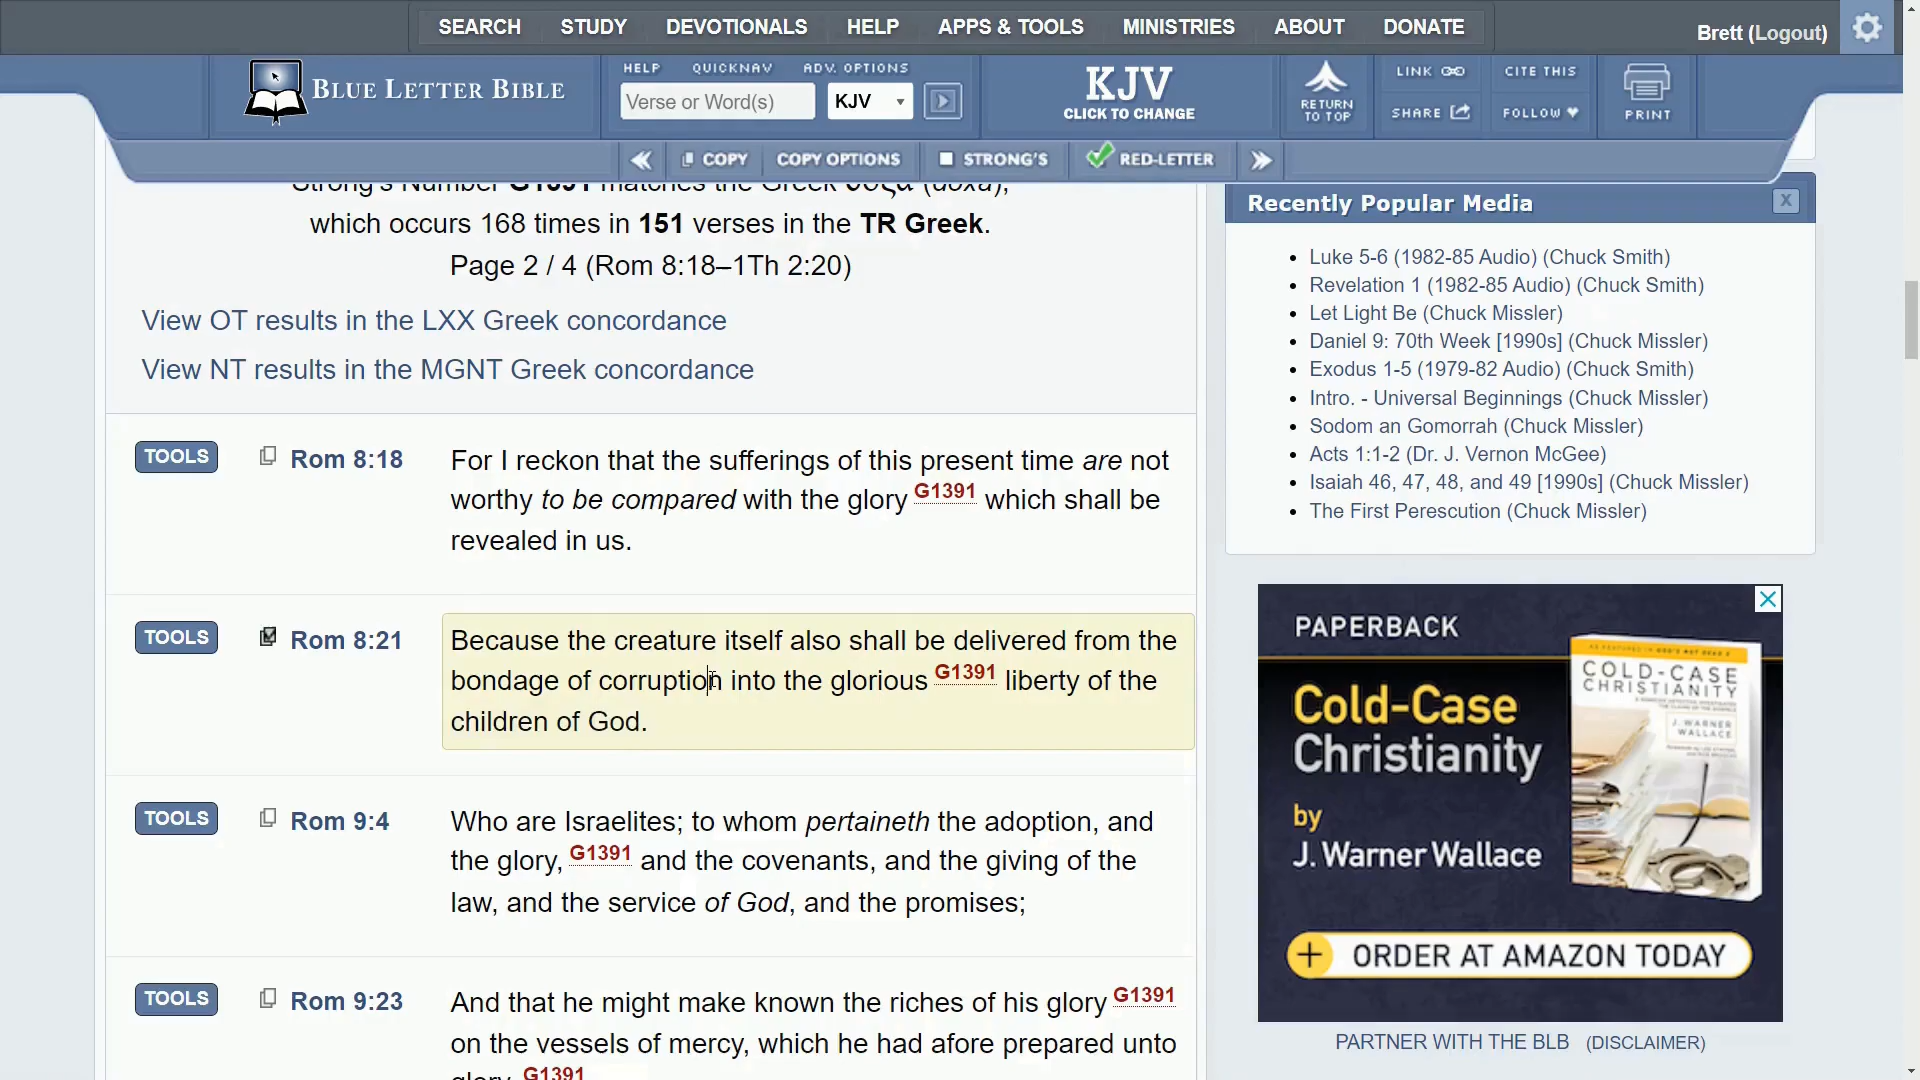 SEARCH STUDY DEVOTIONALS HELP APPS & TOOLS MINISTRIES ABOUT DONATE
Brett (Logout)
BLUE LETTER BIBLE
HELP QUICKNAV ADV. OPTIONS
Verse or Word(s) KJV
KJV
CLICK TO CHANGE
RETURN
TO TOP
LINK
SHARE
CITE THIS
FOLLOW
PRINT
COPY COPY OPTIONS STRONG'S RED-LETTER
Strong's Number G1391 matches the Greek δόξα (doxa),
which occurs 168 times in 151 verses in the TR Greek.
Page 2 / 4 (Rom 8:18–1Th 2:20)
View OT results in the LXX Greek concordance
View NT results in the MGNT Greek concordance
TOOLS Rom 8:18
For I reckon that the sufferings of this present time are not
worthy to be compared with the glory G1391 which shall be
revealed in us.
TOOLS Rom 8:21
Because the creature itself also shall be delivered from the
bondage of corruption into the glorious G1391 liberty of the
children of God.
TOOLS Rom 9:4
Who are Israelites; to whom pertaineth the adoption, and
the glory, G1391 and the covenants, and the giving of the
law, and the service of God, and the promises;
TOOLS Rom 9:23
And that he might make known the riches of his glory G1391
on the vessels of mercy, which he had afore prepared unto
glory, G1391
Recently Popular Media X
Luke 5-6 (1982-85 Audio) (Chuck Smith)
Revelation 1 (1982-85 Audio) (Chuck Smith)
Let Light Be (Chuck Missler)
Daniel 9: 70th Week [1990s] (Chuck Missler)
Exodus 1-5 (1979-82 Audio) (Chuck Smith)
Intro. - Universal Beginnings (Chuck Missler)
Sodom an Gomorrah (Chuck Missler)
Acts 1:1-2 (Dr. J. Vernon McGee)
Isaiah 46, 47, 48, and 49 [1990s] (Chuck Missler)
The First Perescution (Chuck Missler)
PAPERBACK
Cold-Case
Christianity
by
J. Warner Wallace
COLD-CASE
CHRISTIANITY
J. WARNER
WALLACE
+ ORDER AT AMAZON TODAY
PARTNER WITH THE BLB (DISCLAIMER)